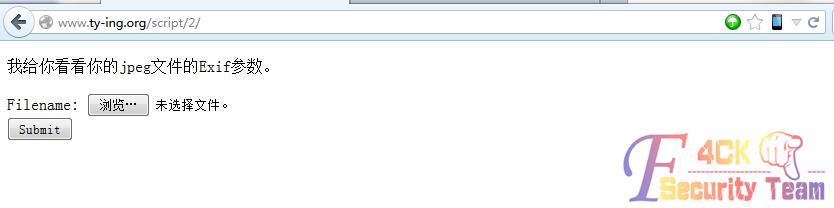 www.ty-ing.org/script/2/
我给你看看你的jpeg文件的Exif参数。
Filename: 浏览… 未选择文件。
Submit
F4CK
Security Team